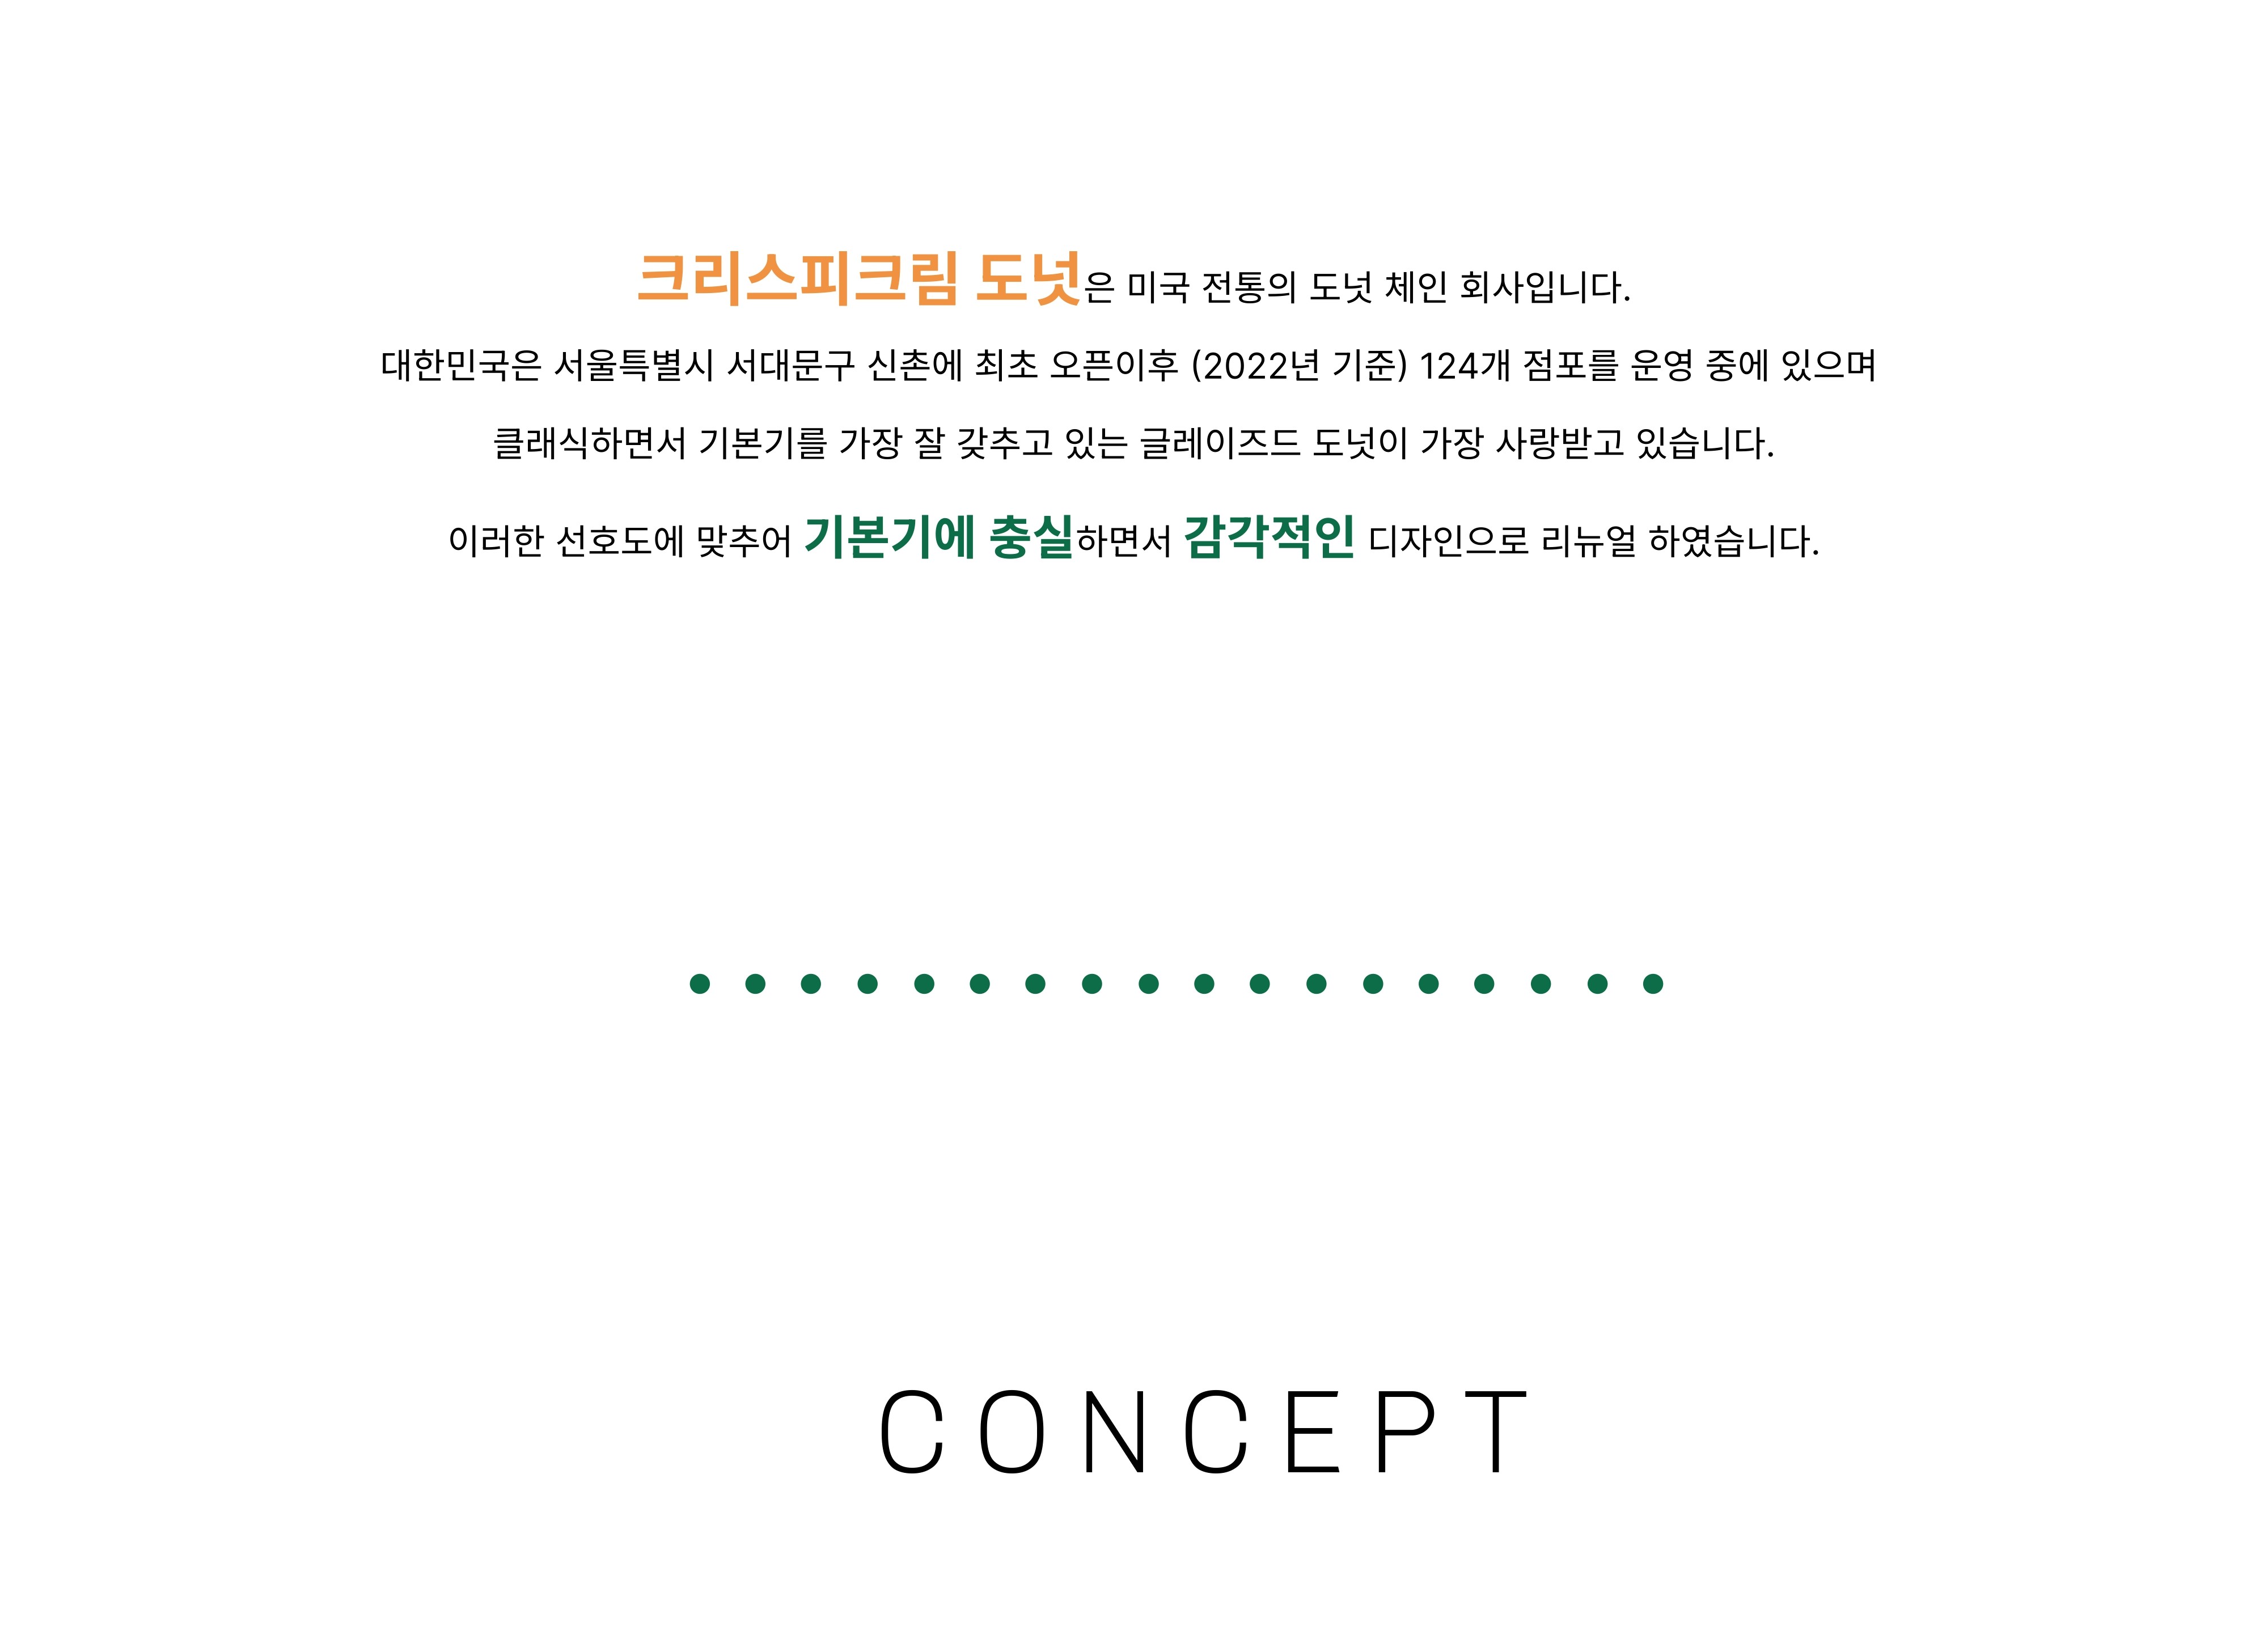 크리스피크림 도넛은 미국 전통의 도넛 체인 회사입니다.
대한민국은 서울특별시 서대문구 신촌에 최초 오픈이후 (2022년 기준) 124개 점포를 운영 중에 있으며
클래식하면서 기본기를 가장 잘 갖추고 있는 글레이즈드 도넛이 가장 사랑받고 있습니다.
이러한 선호도에 맞추어 기본기에 충실하면서 감각적인 디자인으로 리뉴얼 하였습니다.
CONCEPT